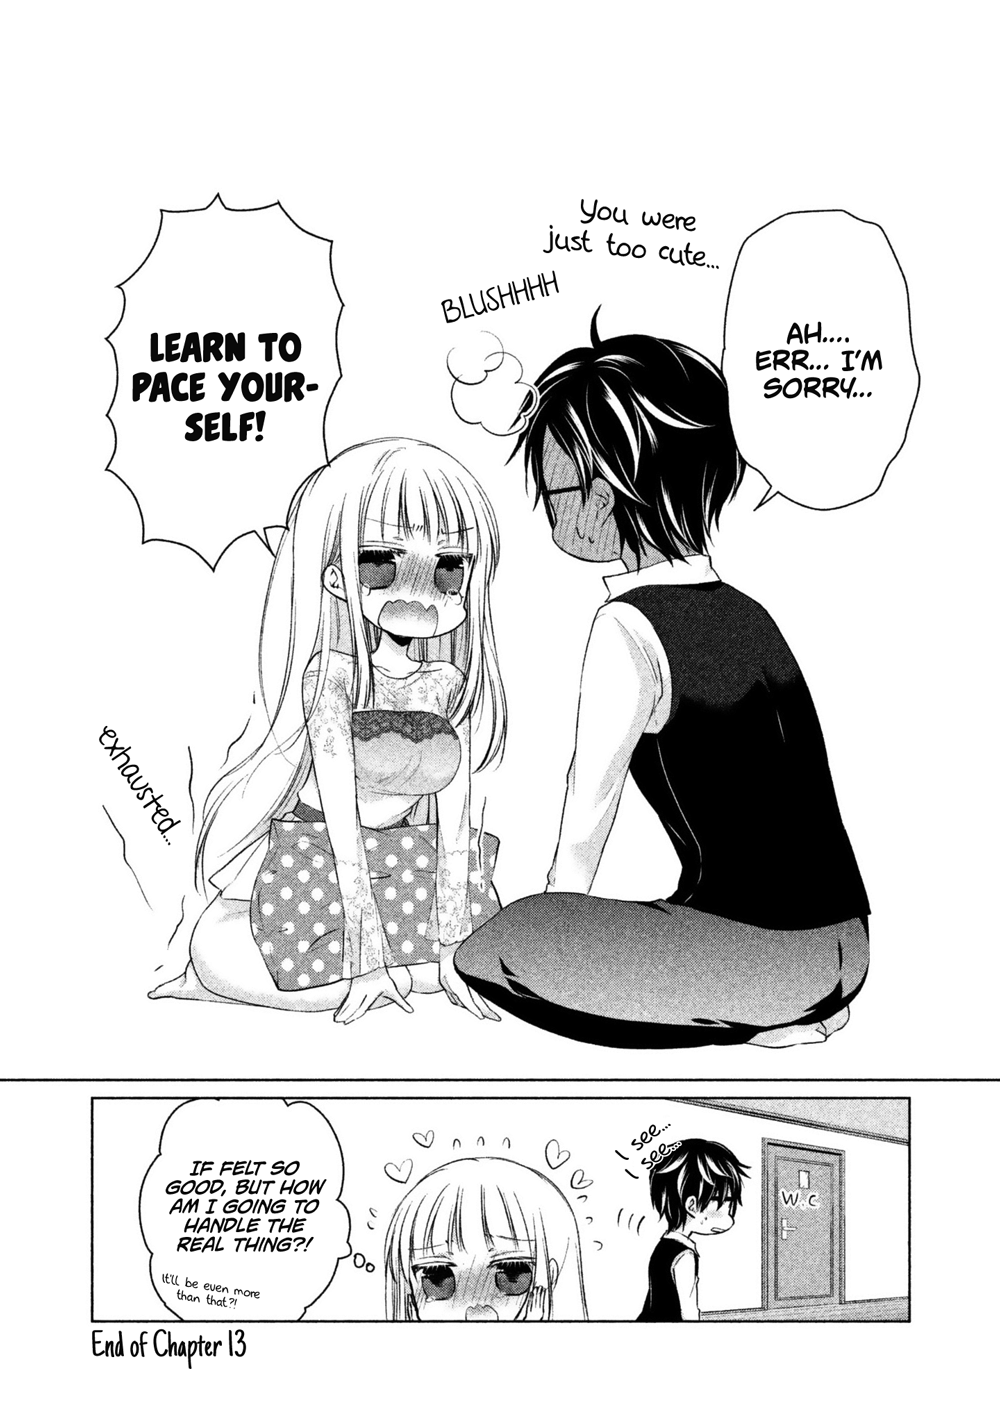 You were
just too cute...
AH....
ERR... I'M
SORRY...
BLUSHHHH
LEARN TO
PACE YOUR-
SELF!
exhausted...
I see...
I see...
W.C
IF FELT SO
GOOD, BUT HOW
AM I GOING TO
HANDLE THE
REAL THING?!
It'll be even more
than that?!
End of Chapter 13